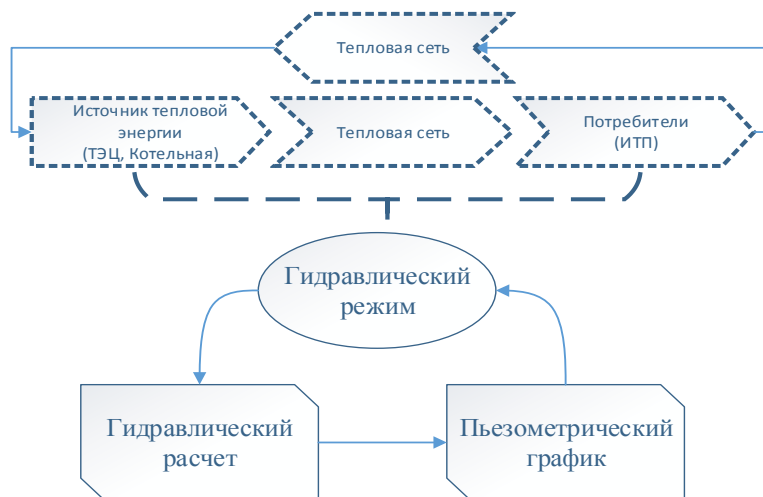 Тепловая сеть
Источник тепловой
энергии
(ТЭЦ, Котельная)
Тепловая сеть
Потребители
(ИТП)
Гидравлический
режим
Гидравлический
расчет
Пьезометрический
график